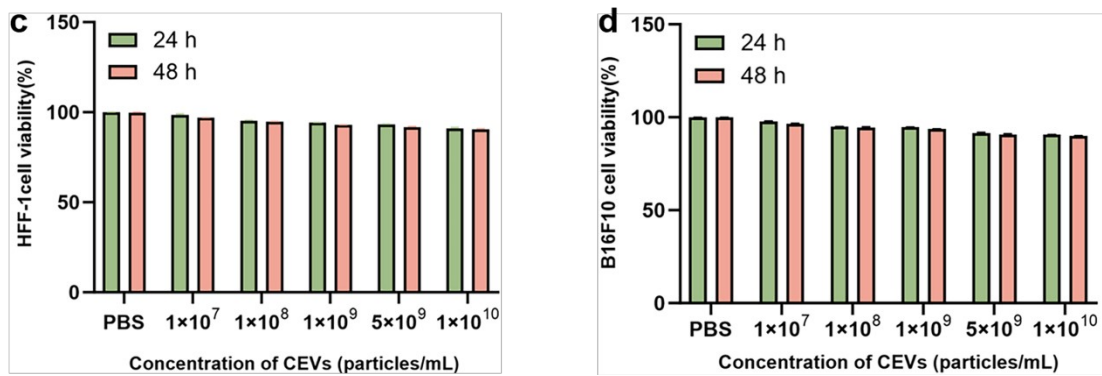 c
150
100
50
0
HFF-1cell viability(%)
24 h
48 h
PBS 1×10⁷ 1×10⁸ 1×10⁹ 5×10⁹ 1×10¹⁰
Concentration of CEVs (particles/mL)
d
150
100
50
0
B16F10 cell viability(%)
24 h
48 h
PBS 1×10⁷ 1×10⁸ 1×10⁹ 5×10⁹ 1×10¹⁰
Concentration of CEVs (particles/mL)